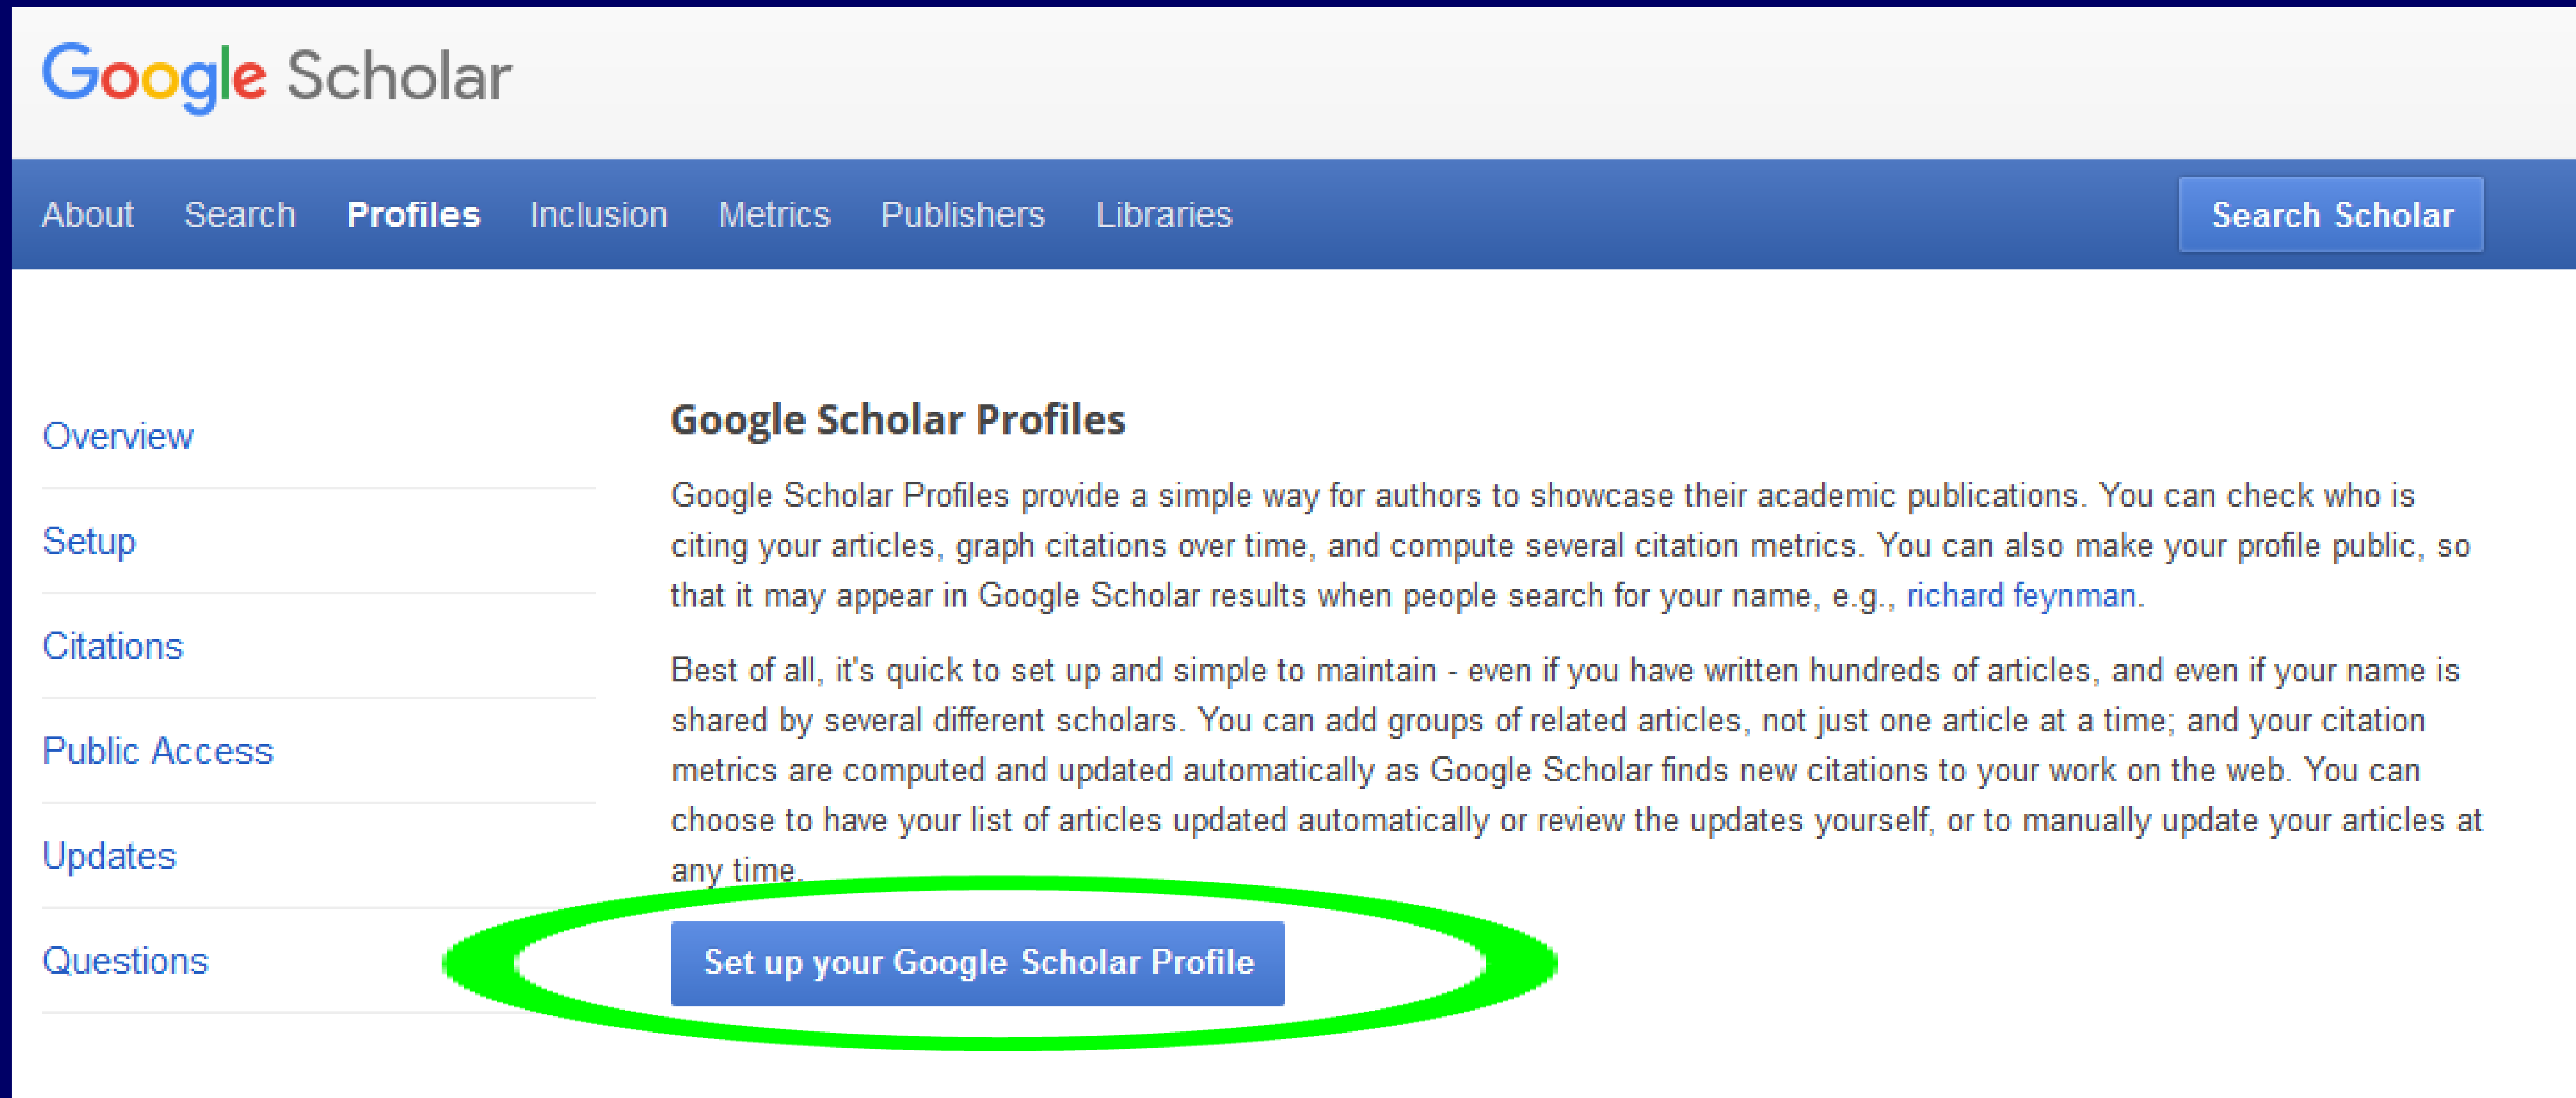 Google Scholar
About Search Profiles Inclusion Metrics Publishers Libraries Search Scholar
Overview
Setup
Citations
Public Access
Updates
Questions
Google Scholar Profiles
Google Scholar Profiles provide a simple way for authors to showcase their academic publications. You can check who is
citing your articles, graph citations over time, and compute several citation metrics. You can also make your profile public, so
that it may appear in Google Scholar results when people search for your name, e.g., richard feynman.
Best of all, it's quick to set up and simple to maintain - even if you have written hundreds of articles, and even if your name is
shared by several different scholars. You can add groups of related articles, not just one article at a time; and your citation
metrics are computed and updated automatically as Google Scholar finds new citations to your work on the web. You can
choose to have your list of articles updated automatically or review the updates yourself, or to manually update your articles at
any time.
Set up your Google Scholar Profile